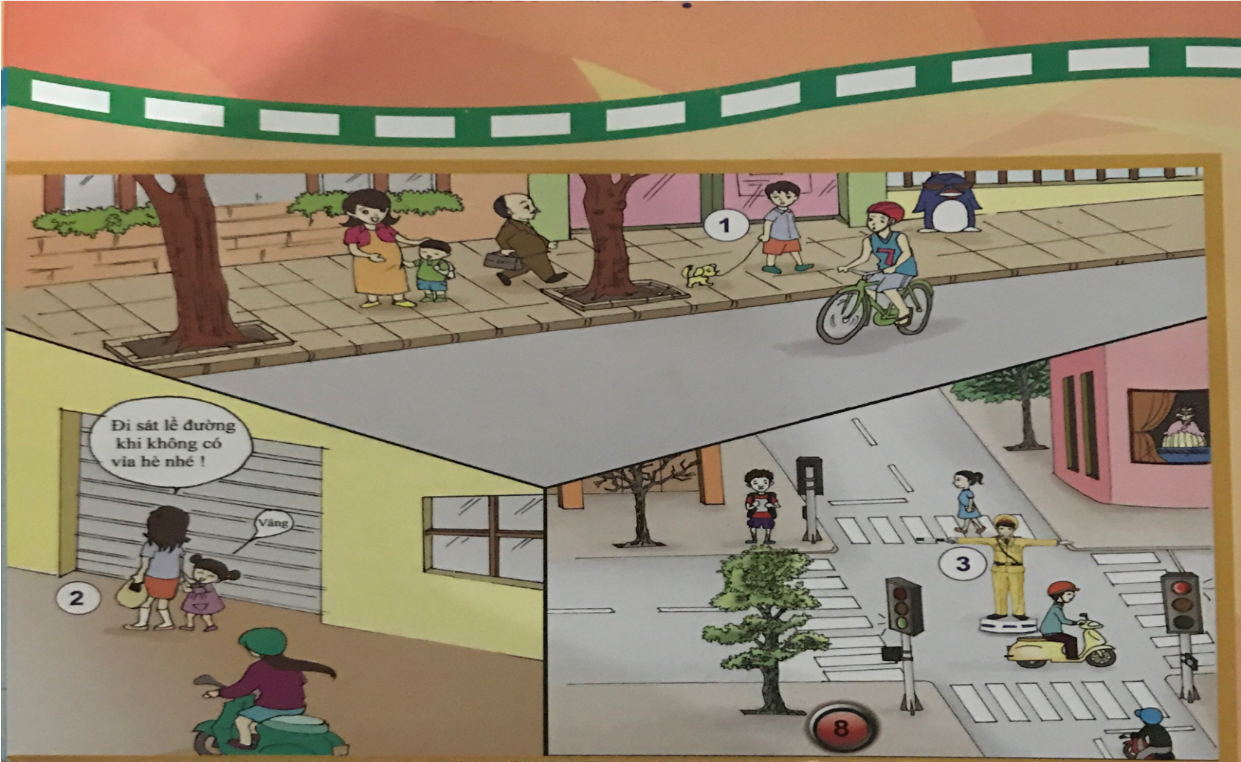 1
Đi sát lề đường
khi không có
vỉa hè nhé !
Vâng
2
3
7
8